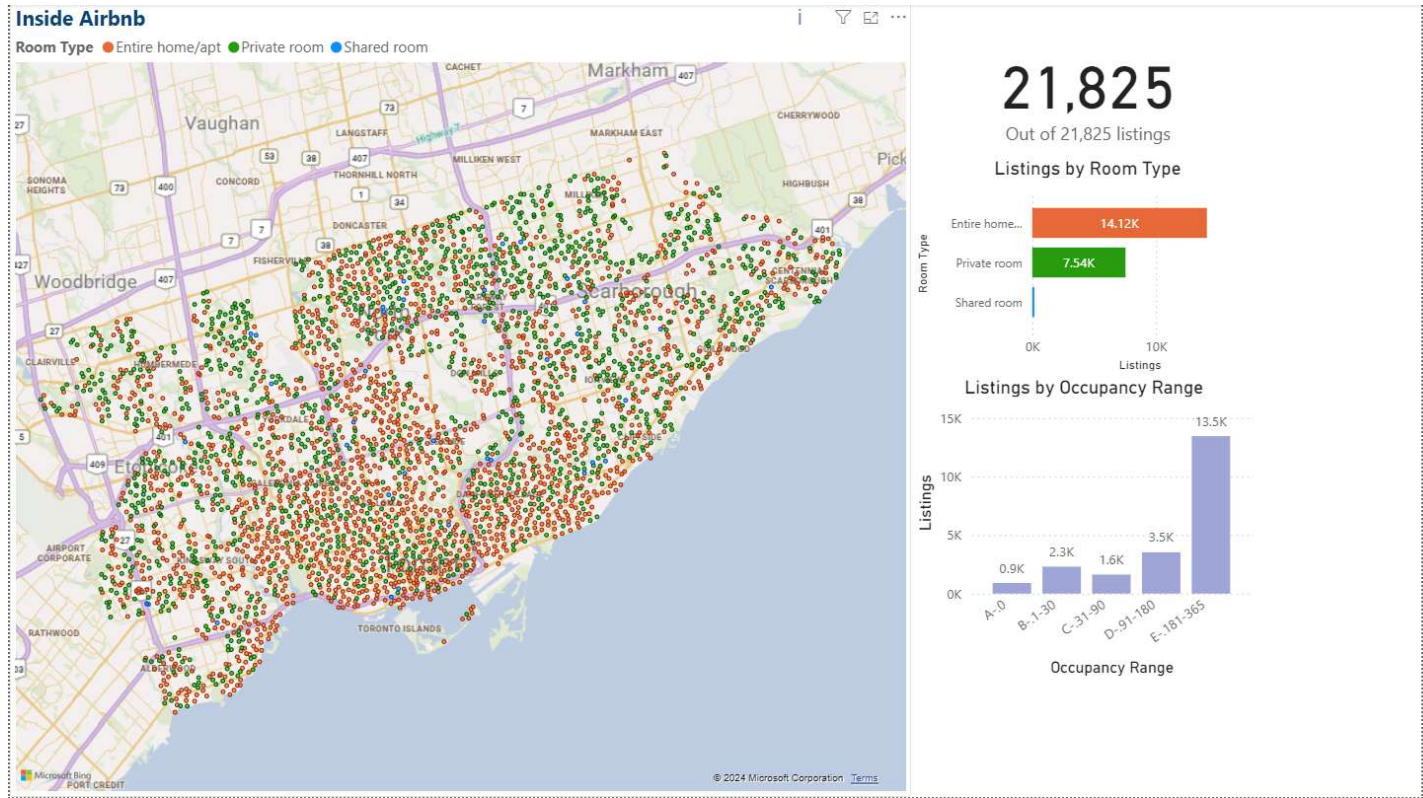 Inside Airbnb
Room Type Entire home/apt Private room Shared room
CACHET
Markham
407
73
7
27
Vaughan
CHERRYWOOD
LANGSTAFF
Highway 7
MARKHAM EAST
53
38
407
MILLIKEN WEST
Pick
SONOMA
HEIGHTS
73
400
CONCORD
THORNHILL NORTH
HIGHBUSH
1
34
38
DONCASTER
7
7
401
38
427
Woodbridge
407
Scarborough
27
CLAIRVILLE
5
401
409
AIRPORT
CORPORATE
27
RATHWOOD
TORONTO ISLANDS
403
ALDERWOOD
Microsoft Bing
PORT CREDIT
© 2024 Microsoft Corporation Terms
21,825
Out of 21,825 listings
Listings by Room Type
Room Type
Entire home...
14.12K
Private room
7.54K
Shared room
0K
10K
Listings
Listings by Occupancy Range
Listings
15K
10K
5K
0K
0.9K
2.3K
1.6K
3.5K
13.5K
A-.0
B-.1-30
C-.31-90
D-.91-180
E-.181-365
Occupancy Range